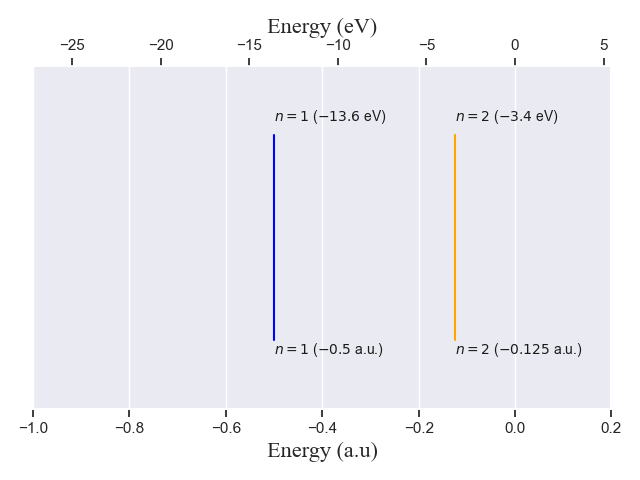 Energy (eV)
−25 −20 −15 −10 −5 0 5
n = 1 (−13.6 eV) n = 2 (−3.4 eV)
n = 1 (−0.5 a.u.) n = 2 (−0.125 a.u.)
−1.0 −0.8 −0.6 −0.4 −0.2 0.0 0.2
Energy (a.u)